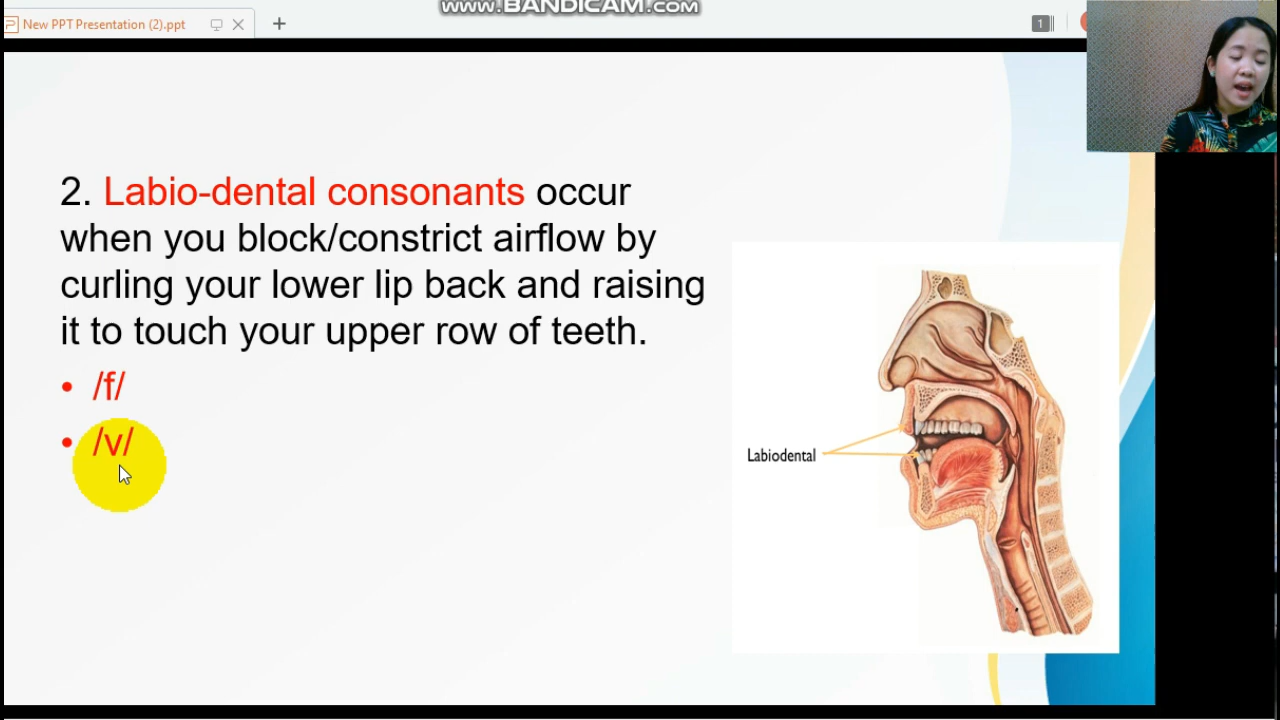 www.BANDICAM.com
New PPT Presentation (2).ppt
1
2. Labio-dental consonants occur
when you block/constrict airflow by
curling your lower lip back and raising
it to touch your upper row of teeth.
• /f/
• /v/
Labiodental